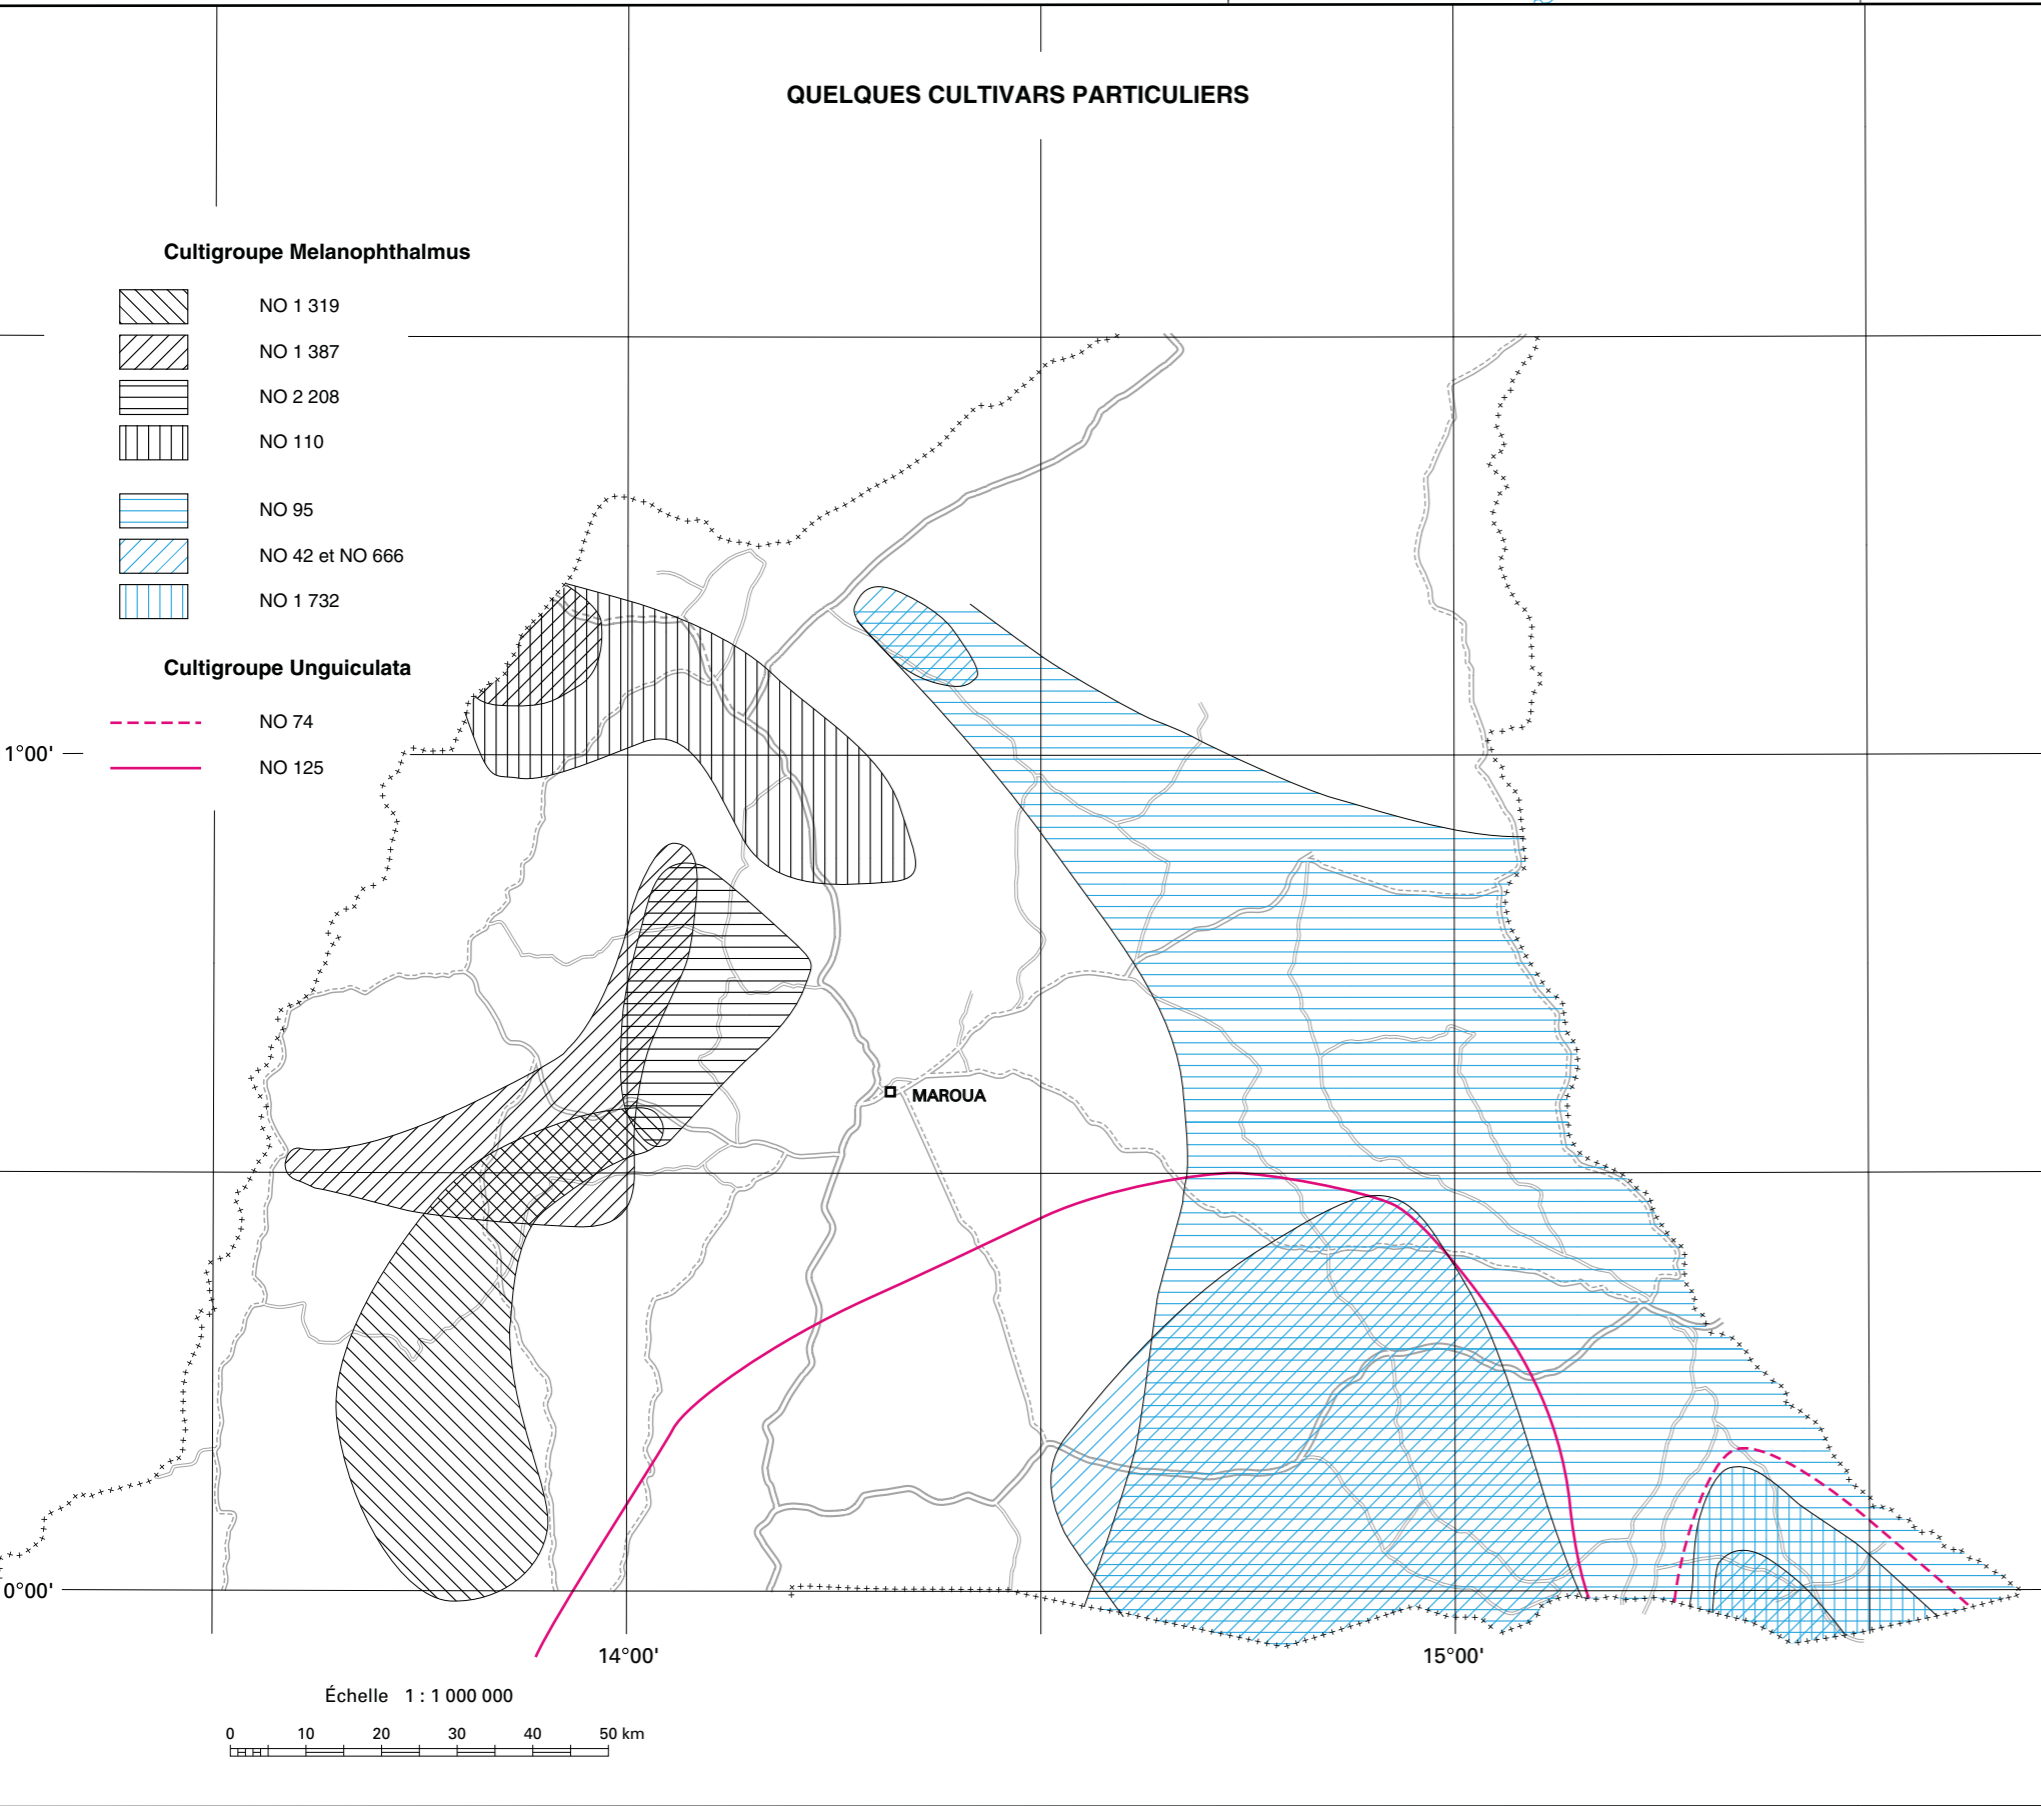 QUELQUES CULTIVARS PARTICULIERS
Cultigroupe Melanophthalmus
NO 1 319
NO 1 387
NO 2 208
NO 110
NO 95
NO 42 et NO 666
NO 1 732
Cultigroupe Unguiculata
NO 74
NO 125
1°00'
MAROUA
0°00'
14°00'
15°00'
Échelle 1 : 1 000 000
0 10 20 30 40 50 km